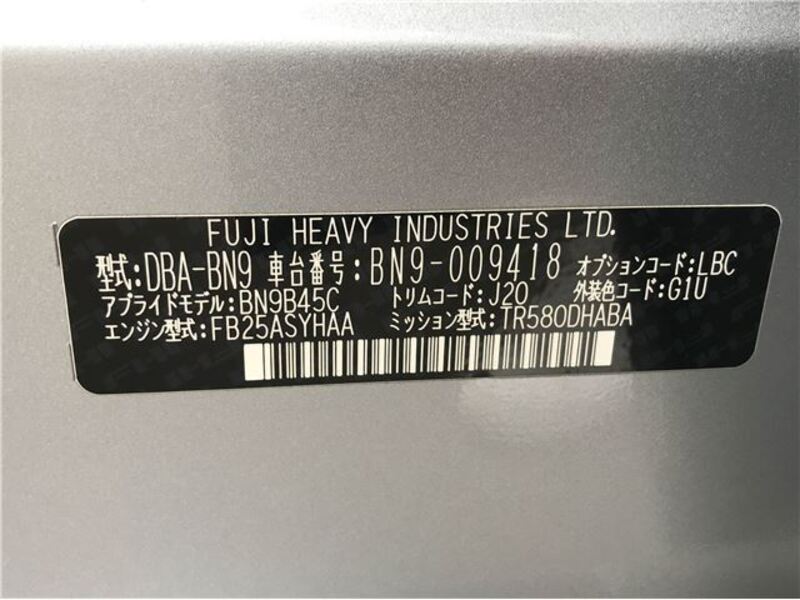 FUJI HEAVY INDUSTRIES LTD.
型式:DBA-BN9 車台番号:BN9-009418 オプションコード:LBC
アプライドモデル:BN9B45C トリムコード:J20 外装色コード:G1U
エンジン型式:FB25ASYHAA ミッション型式:TR580DHABA